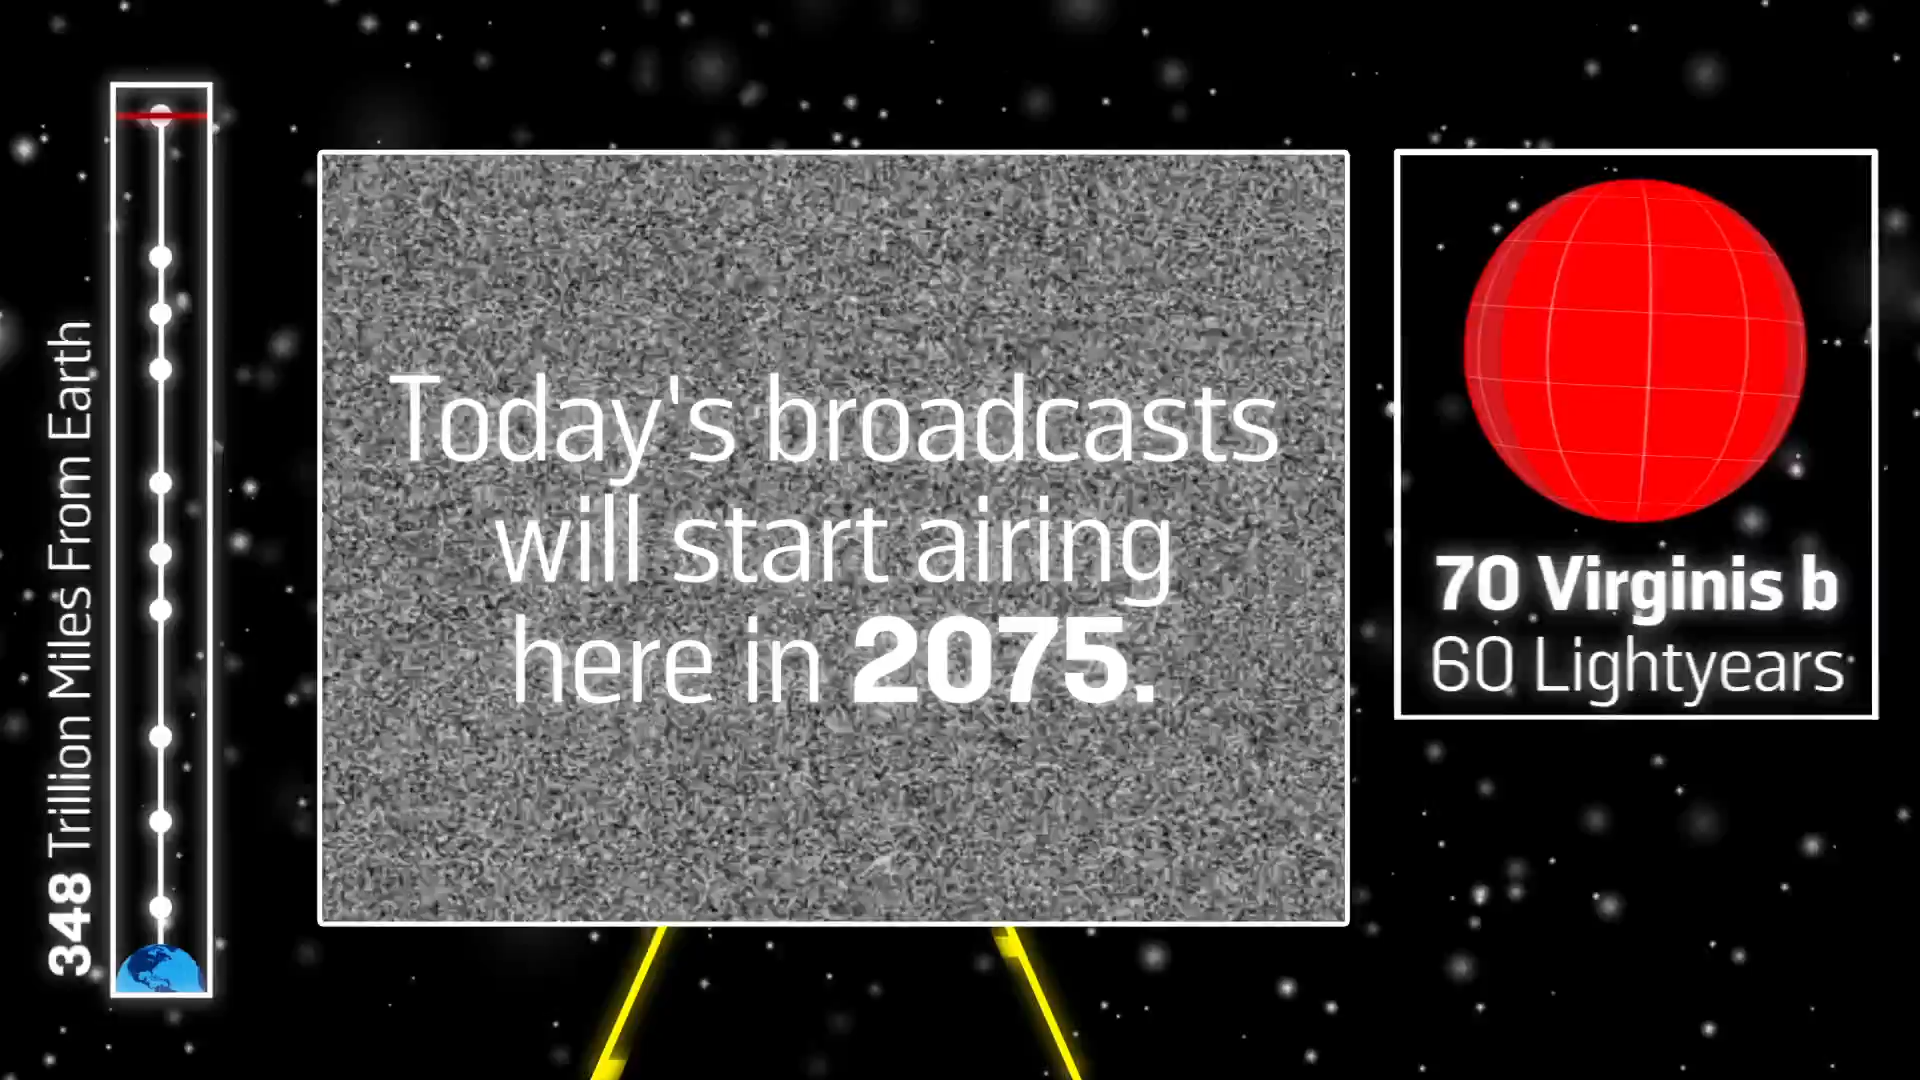 348 Trillion Miles From Earth
Today's broadcasts
will start airing
here in 2075.
70 Virginis b
60 Lightyears